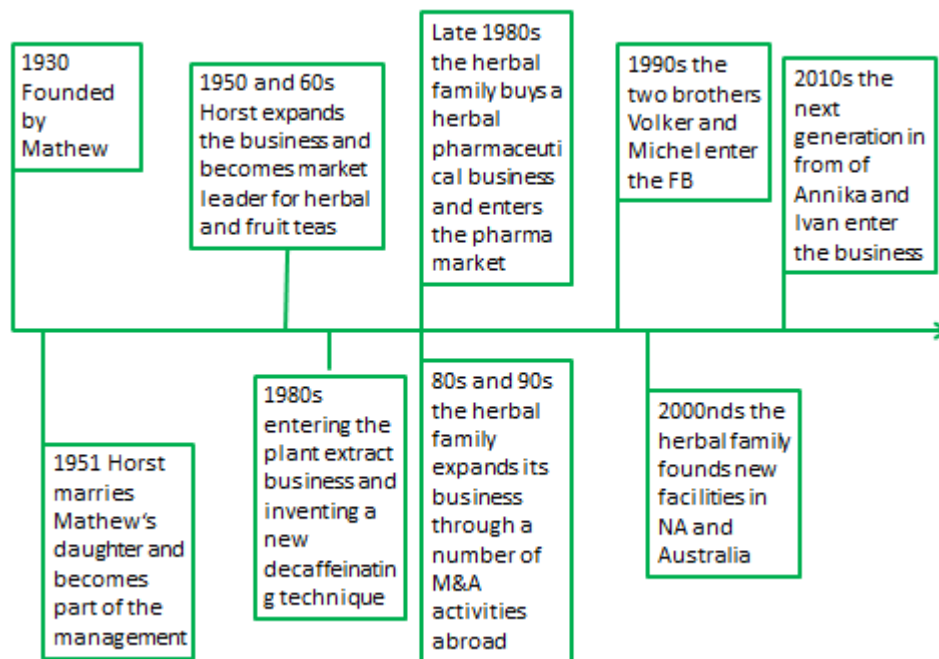 1930
Founded
by
Mathew
1950 and 60s
Horst expands
the business and
becomes market
leader for herbal
and fruit teas
Late 1980s
the herbal
family buys a
herbal
pharmaceuti
cal business
and enters
the pharma
market
1990s the
two brothers
Volker and
Michel enter
the FB
2010s the
next
generation in
from of
Annika and
Ivan enter
the business
1951 Horst
marries
Mathew‘s
daughter and
becomes
part of the
management
1980s
entering the
plant extract
business and
inventing a
new
decaffeinatin
g technique
80s and 90s
the herbal
family
expands its
business
through a
number of
M&A
activities
abroad
2000nds the
herbal family
founds new
facilities in
NA and
Australia